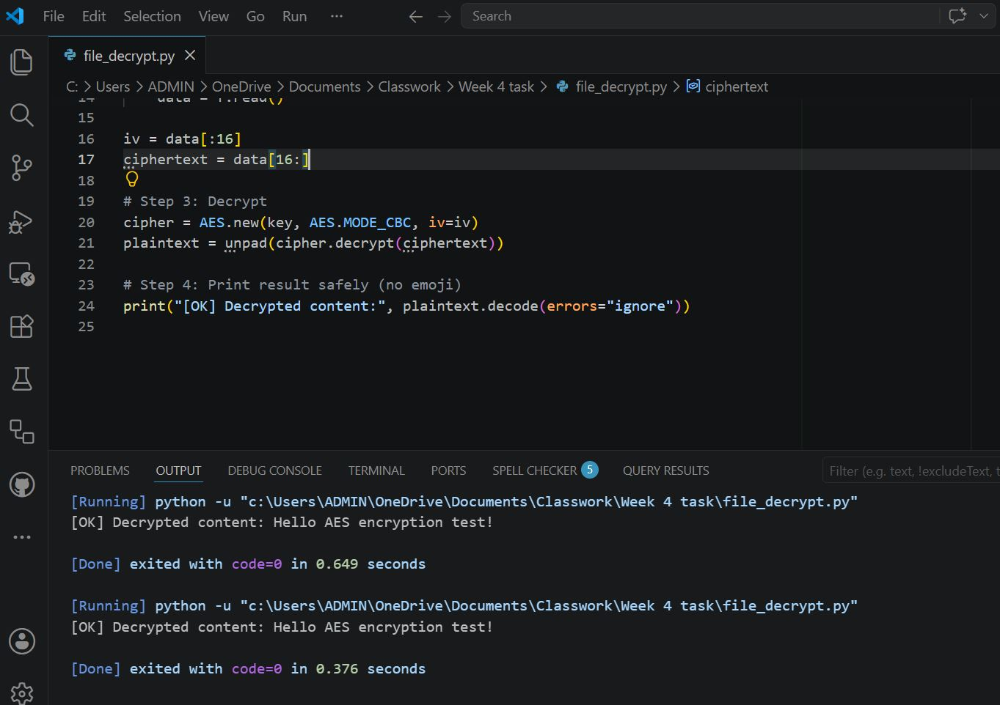 File Edit Selection View Go Run ··· Search
file_decrypt.py
C: > Users > ADMIN > OneDrive > Documents > Classwork > Week 4 task > file_decrypt.py > ciphertext
14 data = f.read()
15
16 iv = data[:16]
17 ciphertext = data[16:]
18
19 # Step 3: Decrypt
20 cipher = AES.new(key, AES.MODE_CBC, iv=iv)
21 plaintext = unpad(cipher.decrypt(ciphertext))
22
23 # Step 4: Print result safely (no emoji)
24 print("[OK] Decrypted content:", plaintext.decode(errors="ignore"))
25
PROBLEMS OUTPUT DEBUG CONSOLE TERMINAL PORTS SPELL CHECKER 5 QUERY RESULTS Filter (e.g. text, !excludeText, t
[Running] python -u "c:\Users\ADMIN\OneDrive\Documents\Classwork\Week 4 task\file_decrypt.py"
[OK] Decrypted content: Hello AES encryption test!
[Done] exited with code=0 in 0.649 seconds
[Running] python -u "c:\Users\ADMIN\OneDrive\Documents\Classwork\Week 4 task\file_decrypt.py"
[OK] Decrypted content: Hello AES encryption test!
[Done] exited with code=0 in 0.376 seconds